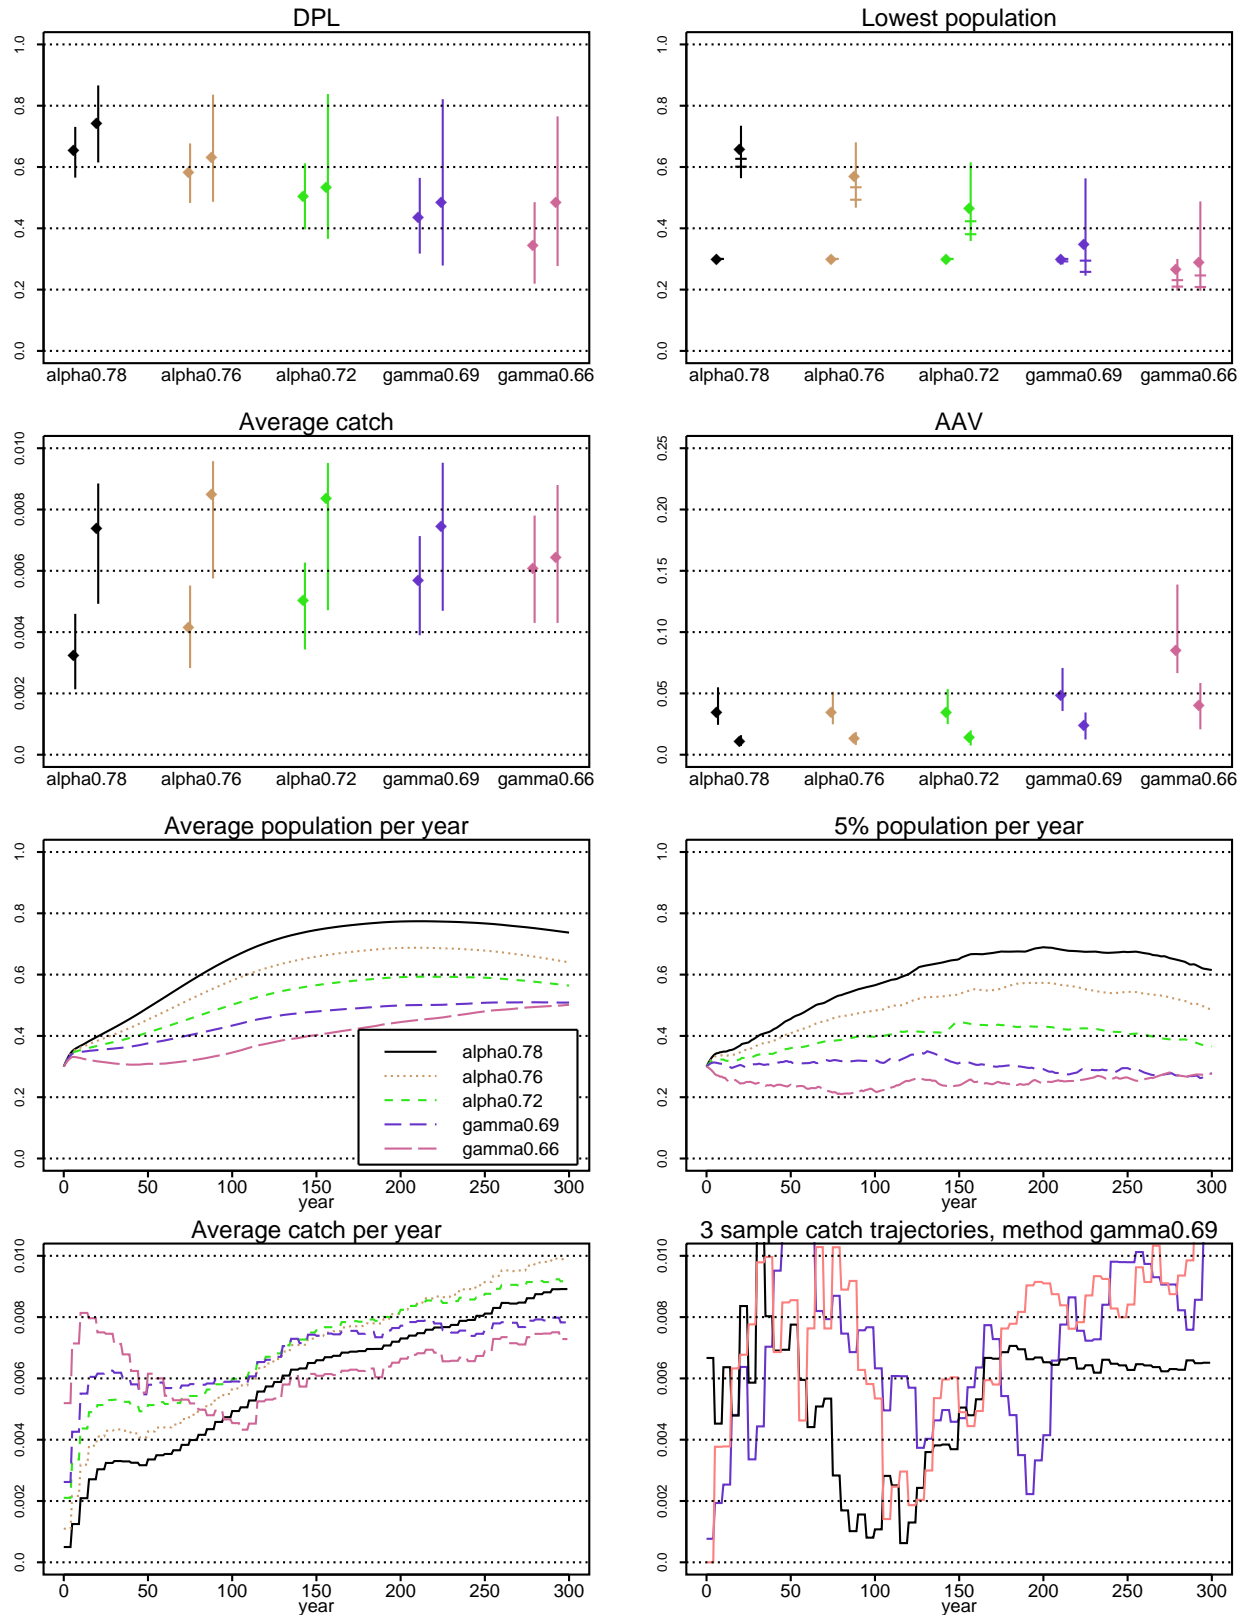 DPL
1.0
0.8
0.6
0.4
0.2
0.0
alpha0.78 alpha0.76 alpha0.72 gamma0.69 gamma0.66
Lowest population
1.0
0.8
0.6
0.4
0.2
0.0
alpha0.78 alpha0.76 alpha0.72 gamma0.69 gamma0.66
Average catch
0.010
0.008
0.006
0.004
0.002
0.0
alpha0.78 alpha0.76 alpha0.72 gamma0.69 gamma0.66
AAV
0.25
0.20
0.15
0.10
0.05
0.0
alpha0.78 alpha0.76 alpha0.72 gamma0.69 gamma0.66
Average population per year
1.0
0.8
0.6
0.4
0.2
0.0
alpha0.78
alpha0.76
alpha0.72
gamma0.69
gamma0.66
0 50 100 150 200 250 300
year
5% population per year
1.0
0.8
0.6
0.4
0.2
0.0
0 50 100 150 200 250 300
year
Average catch per year
0.010
0.008
0.006
0.004
0.002
0.0
0 50 100 150 200 250 300
year
3 sample catch trajectories, method gamma0.69
0.010
0.008
0.006
0.004
0.002
0.0
0 50 100 150 200 250 300
year